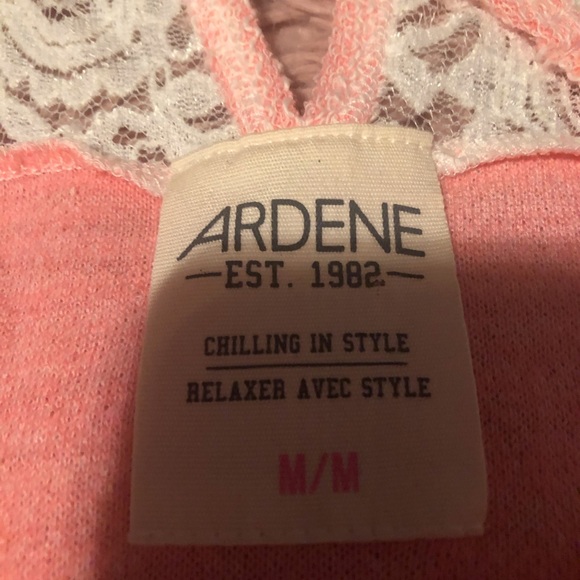 ARDENE
EST. 1982
CHILLING IN STYLE
RELAXER AVEC STYLE
M/M